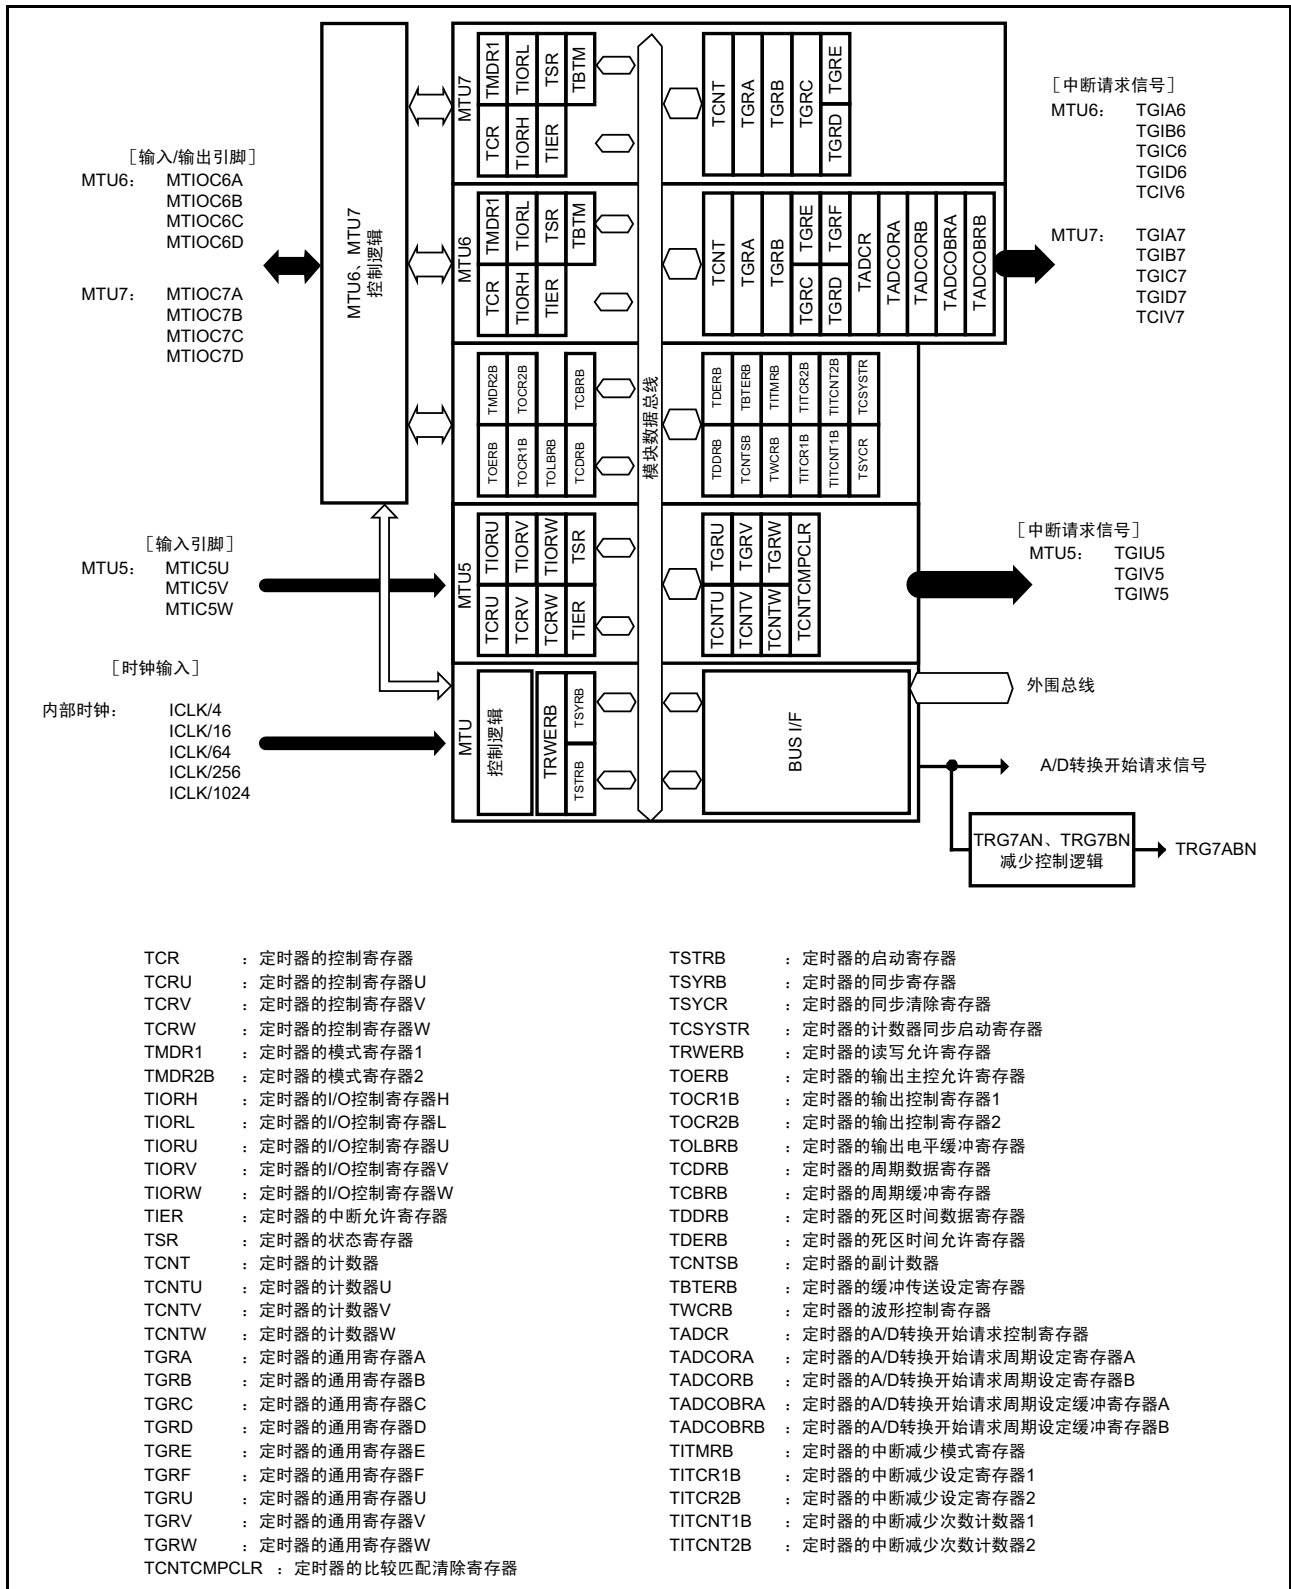 MTU6、MTU7
控制逻辑
MTU7
TMDR1
TIORL
TSR
TBTM
TCR
TIORH
TIER
TCNT
TGRA
TGRB
TGRC
TGRE
TGRD
[中断请求信号]
MTU6: TGIA6
TGIB6
TGIC6
TGID6
TCIV6
MTU7: TGIA7
TGIB7
TGIC7
TGID7
TCIV7
[输入/输出引脚]
MTU6: MTIOC6A
MTIOC6B
MTIOC6C
MTIOC6D
MTU7: MTIOC7A
MTIOC7B
MTIOC7C
MTIOC7D
MTU6
TMDR1
TIORL
TSR
TBTM
TCR
TIORH
TIER
TCNT
TGRA
TGRB
TGRE
TGRF
TGRC
TGRD
TADCR
TADCORA
TADCORB
TADCOBRA
TADCOBRB
TMDR2B
TOCR2B
TCBRB
TOERB
TOCR1B
TOLBRB
TCDRB
模块数据总线
TDERB
TBTERB
TITMRB
TITCR2B
TITCNT2B
TCSYSTR
TDDRB
TCNTSB
TWCRB
TITCR1B
TITCNT1B
TSYCR
[输入引脚]
MTU5: MTIC5U
MTIC5V
MTIC5W
MTU5
TIORU
TIORV
TIORW
TSR
TCRU
TCRV
TCRW
TIER
TGRU
TGRV
TGRW
TCNTU
TCNTV
TCNTW
TCNTCMPCLR
[中断请求信号]
MTU5: TGIU5
TGIV5
TGIW5
[时钟输入]
内部时钟: ICLK/4
ICLK/16
ICLK/64
ICLK/256
ICLK/1024
MTU
控制逻辑
TRWERB
TSYRB
TSTRB
BUS I/F
外围总线
A/D转换开始请求信号
TRG7AN、TRG7BN
减少控制逻辑
TRG7ABN
TCR : 定时器的控制寄存器
TCRU : 定时器的控制寄存器U
TCRV : 定时器的控制寄存器V
TCRW : 定时器的控制寄存器W
TMDR1 : 定时器的模式寄存器1
TMDR2B : 定时器的模式寄存器2
TIORH : 定时器的I/O控制寄存器H
TIORL : 定时器的I/O控制寄存器L
TIORU : 定时器的I/O控制寄存器U
TIORV : 定时器的I/O控制寄存器V
TIORW : 定时器的I/O控制寄存器W
TIER : 定时器的中断允许寄存器
TSR : 定时器的状态寄存器
TCNT : 定时器的计数器
TCNTU : 定时器的计数器U
TCNTV : 定时器的计数器V
TCNTW : 定时器的计数器W
TGRA : 定时器的通用寄存器A
TGRB : 定时器的通用寄存器B
TGRC : 定时器的通用寄存器C
TGRD : 定时器的通用寄存器D
TGRE : 定时器的通用寄存器E
TGRF : 定时器的通用寄存器F
TGRU : 定时器的通用寄存器U
TGRV : 定时器的通用寄存器V
TGRW : 定时器的通用寄存器W
TCNTCMPCLR : 定时器的比较匹配清除寄存器
TSTRB : 定时器的启动寄存器
TSYRB : 定时器的同步寄存器
TSYCR : 定时器的同步清除寄存器
TCSYSTR : 定时器的计数器同步启动寄存器
TRWERB : 定时器的读写允许寄存器
TOERB : 定时器的输出主控允许寄存器
TOCR1B : 定时器的输出控制寄存器1
TOCR2B : 定时器的输出控制寄存器2
TOLBRB : 定时器的输出电平缓冲寄存器
TCDRB : 定时器的周期数据寄存器
TCBRB : 定时器的周期缓冲寄存器
TDDRB : 定时器的死区时间数据寄存器
TDERB : 定时器的死区时间允许寄存器
TCNTSB : 定时器的副计数器
TBTERB : 定时器的缓冲传送设定寄存器
TWCRB : 定时器的波形控制寄存器
TADCR : 定时器的A/D转换开始请求控制寄存器
TADCORA : 定时器的A/D转换开始请求周期设定寄存器A
TADCORB : 定时器的A/D转换开始请求周期设定寄存器B
TADCOBRA : 定时器的A/D转换开始请求周期设定缓冲寄存器A
TADCOBRB : 定时器的A/D转换开始请求周期设定缓冲寄存器B
TITMRB : 定时器的中断减少模式寄存器
TITCR1B : 定时器的中断减少设定寄存器1
TITCR2B : 定时器的中断减少设定寄存器2
TITCNT1B : 定时器的中断减少次数计数器1
TITCNT2B : 定时器的中断减少次数计数器2